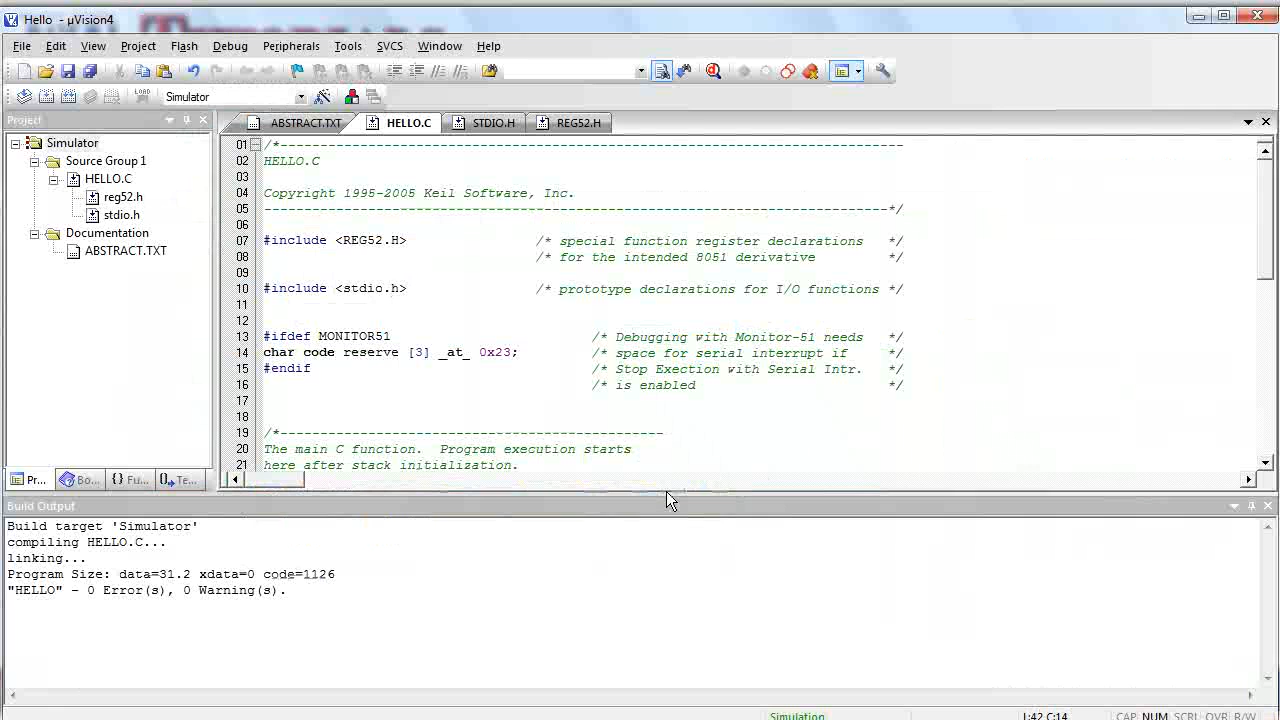 Hello - µVision4
File Edit View Project Flash Debug Peripherals Tools SVCS Window Help
LOAD Simulator
Project
Simulator
Source Group 1
HELLO.C
reg52.h
stdio.h
Documentation
ABSTRACT.TXT
Pr... Bo... {} Fu... Te...
ABSTRACT.TXT HELLO.C STDIO.H REG52.H
01 /*------------------------------------------------------------------------------
02 HELLO.C
03
04 Copyright 1995-2005 Keil Software, Inc.
05 ------------------------------------------------------------------------------*/
06
07 #include <REG52.H> /* special function register declarations */
08 /* for the intended 8051 derivative */
09
10 #include <stdio.h> /* prototype declarations for I/O functions */
11
12
13 #ifdef MONITOR51 /* Debugging with Monitor-51 needs */
14 char code reserve [3] _at_ 0x23; /* space for serial interrupt if */
15 #endif /* Stop Exection with Serial Intr. */
16 /* is enabled */
17
18
19 /*------------------------------------------------
20 The main C function. Program execution starts
21 here after stack initialization.
Build Output
Build target 'Simulator'
compiling HELLO.C...
linking...
Program Size: data=31.2 xdata=0 code=1126
"HELLO" - 0 Error(s), 0 Warning(s).
Simulation L:42 C:14 CAP NUM SCRL OVR R/W